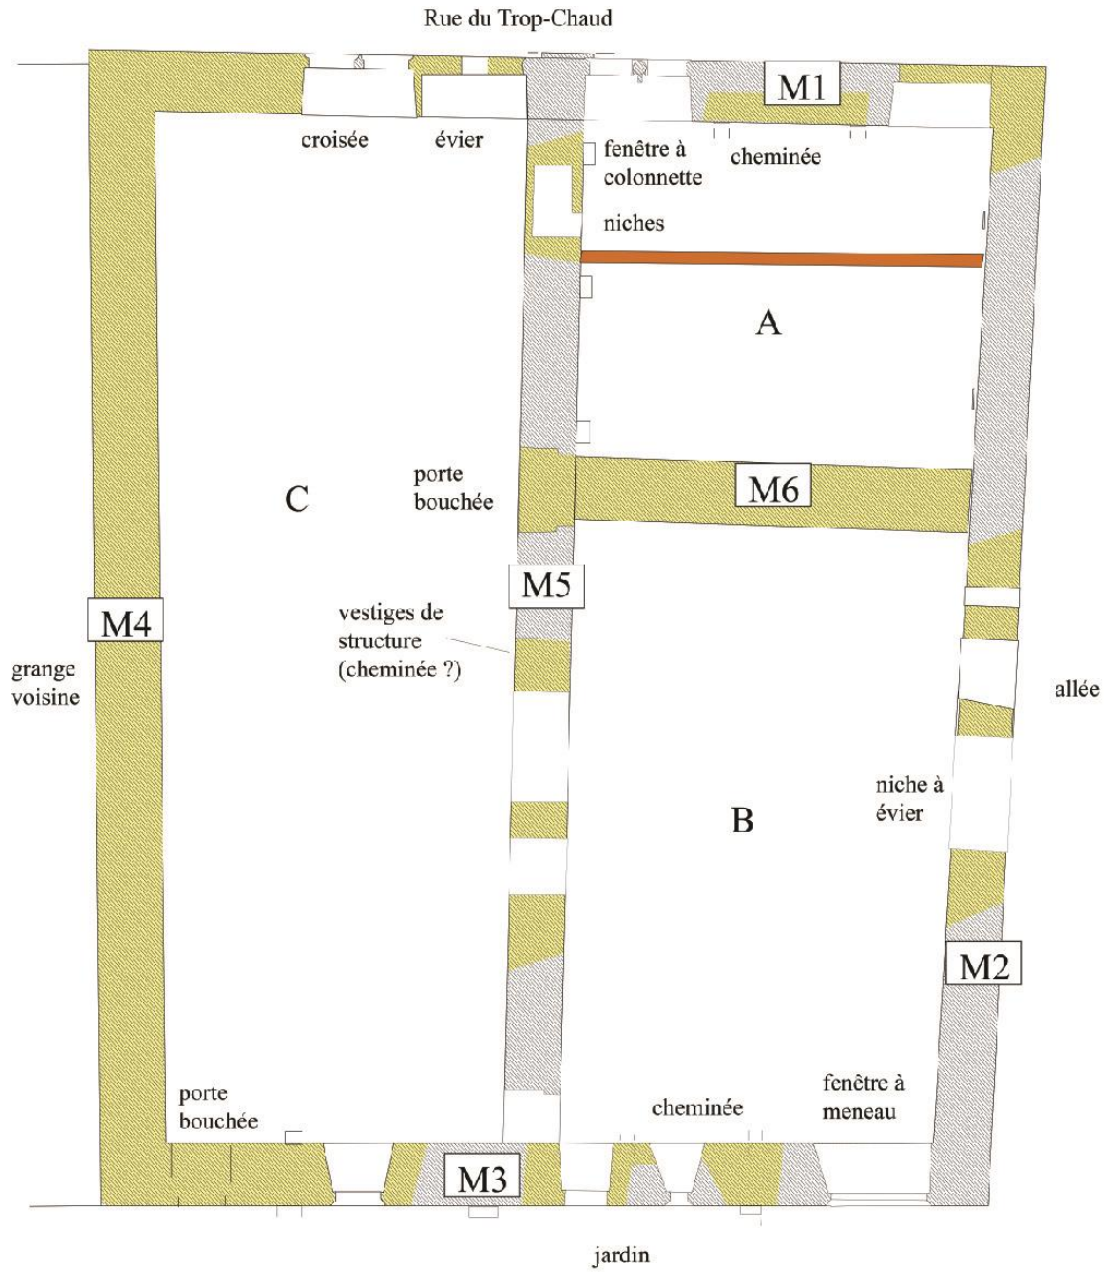 Rue du Trop-Chaud
M1
croisée
évier
fenêtre à
colonnette
cheminée
niches
A
C
porte
bouchée
M6
M5
vestiges de
structure
(cheminée ?)
M4
grange
voisine
allée
niche à
évier
B
M2
porte
bouchée
cheminée
fenêtre à
meneau
M3
jardin